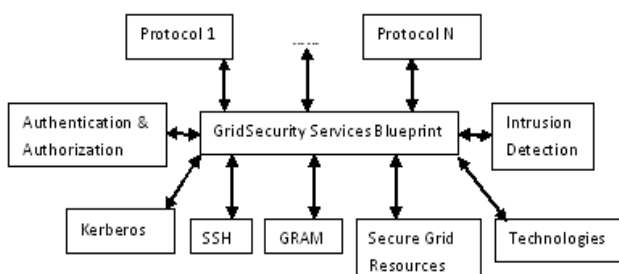 Protocol 1
.....
Protocol N
Authentication &
Authorization
GridSecurity Services Blueprint
Intrusion
Detection
Kerberos
SSH
GRAM
Secure Grid
Resources
Technologies